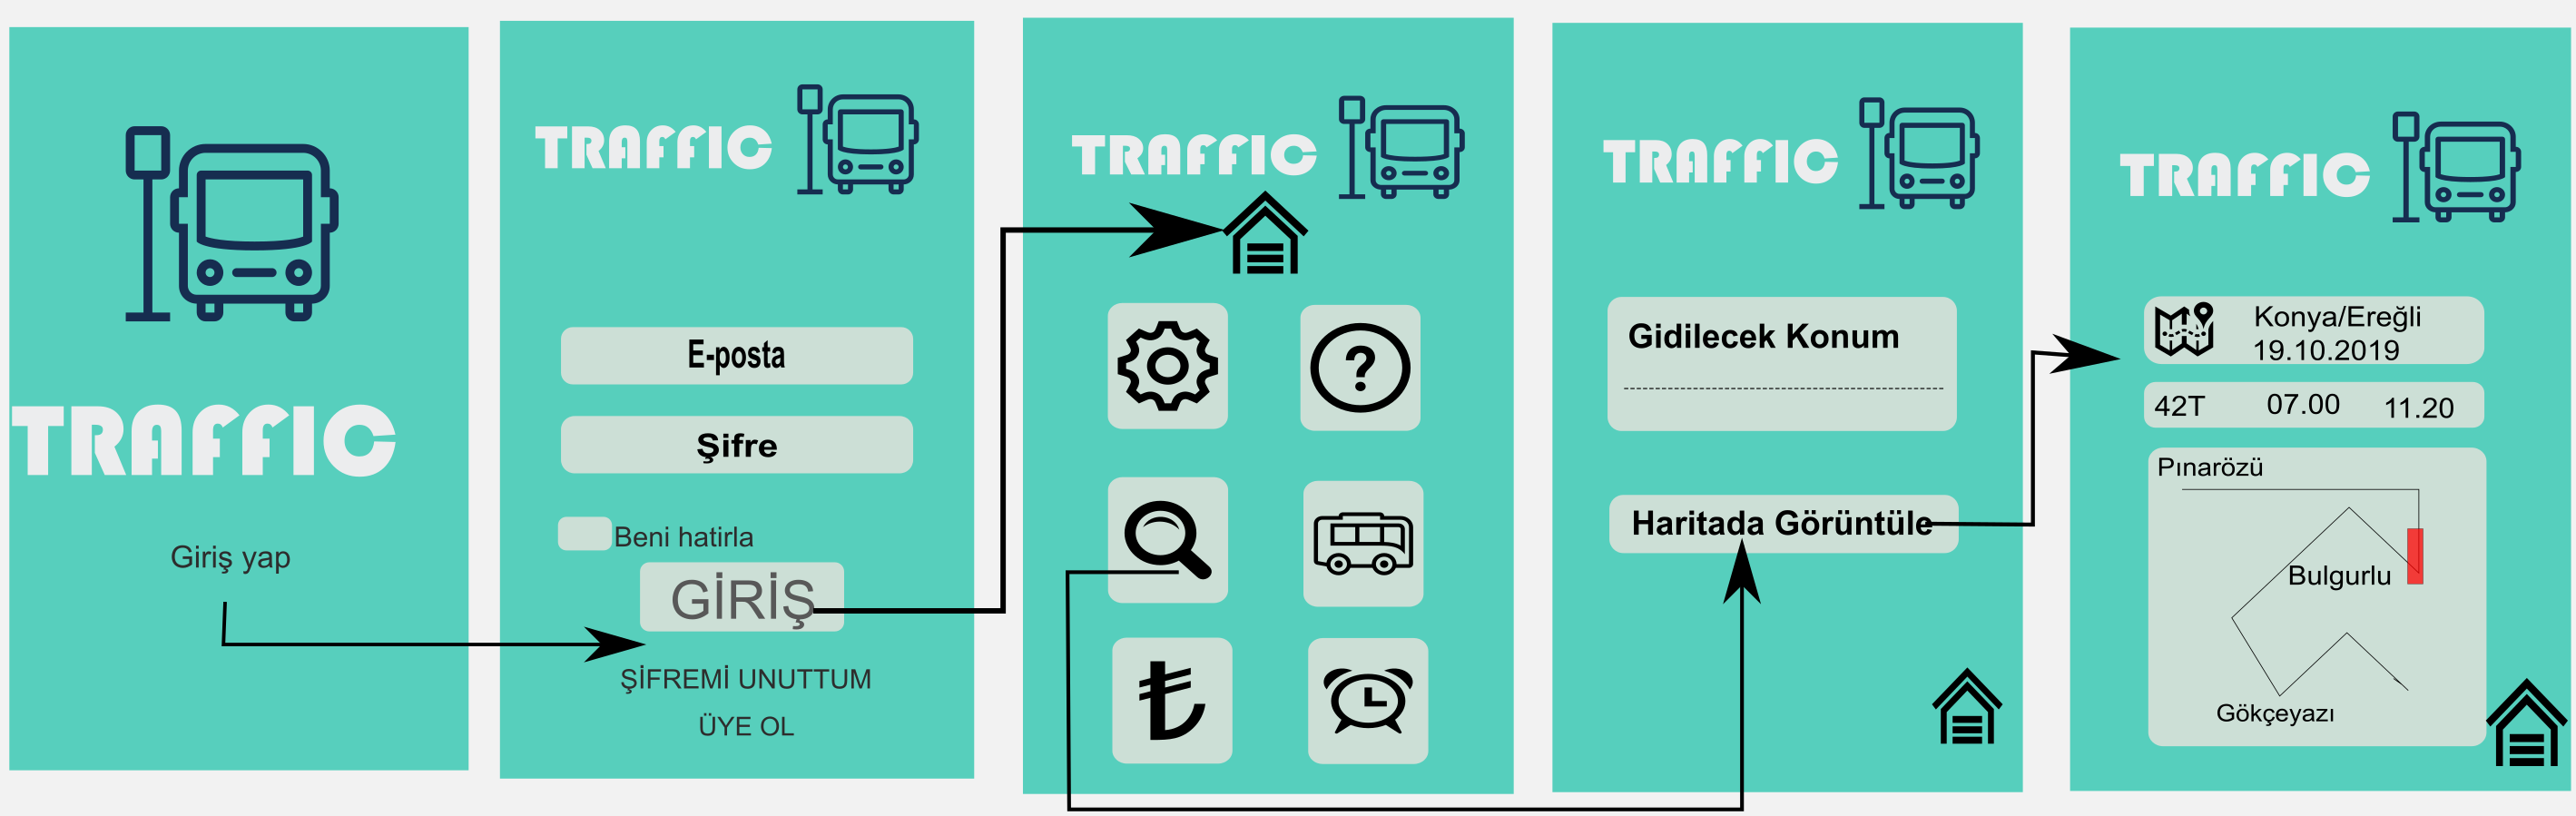 TRAFFIC
Giriş yap
TRAFFIC
E-posta
Şifre
Beni hatirla
GİRİŞ
ŞİFREMİ UNUTTUM
ÜYE OL
TRAFFIC
?
TRAFFIC
Gidilecek Konum
Haritada Görüntüle
TRAFFIC
Konya/Ereğli
19.10.2019
42T 07.00 11.20
Pınarözü
Bulgurlu
Gökçeyazı